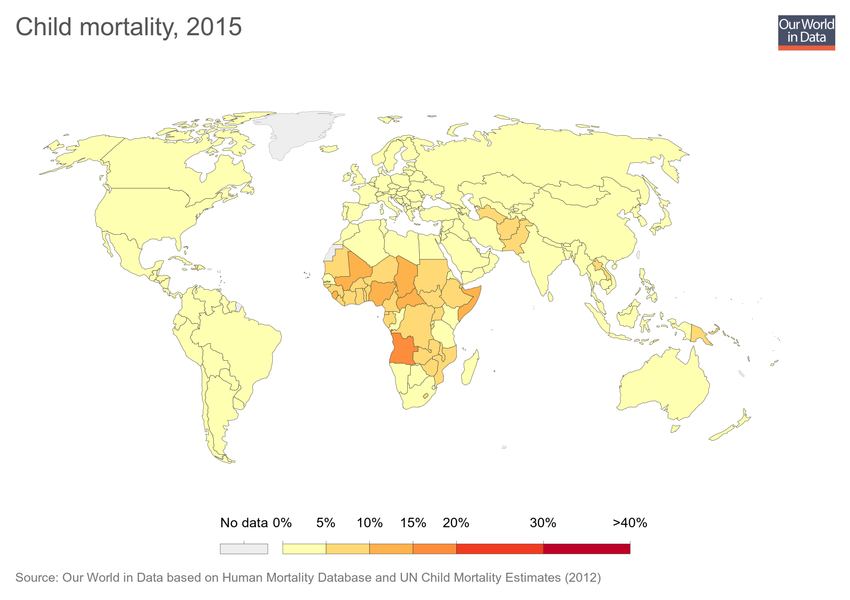 Child mortality, 2015
Our World
in Data
No data 0% 5% 10% 15% 20% 30% >40%
Source: Our World in Data based on Human Mortality Database and UN Child Mortality Estimates (2012)